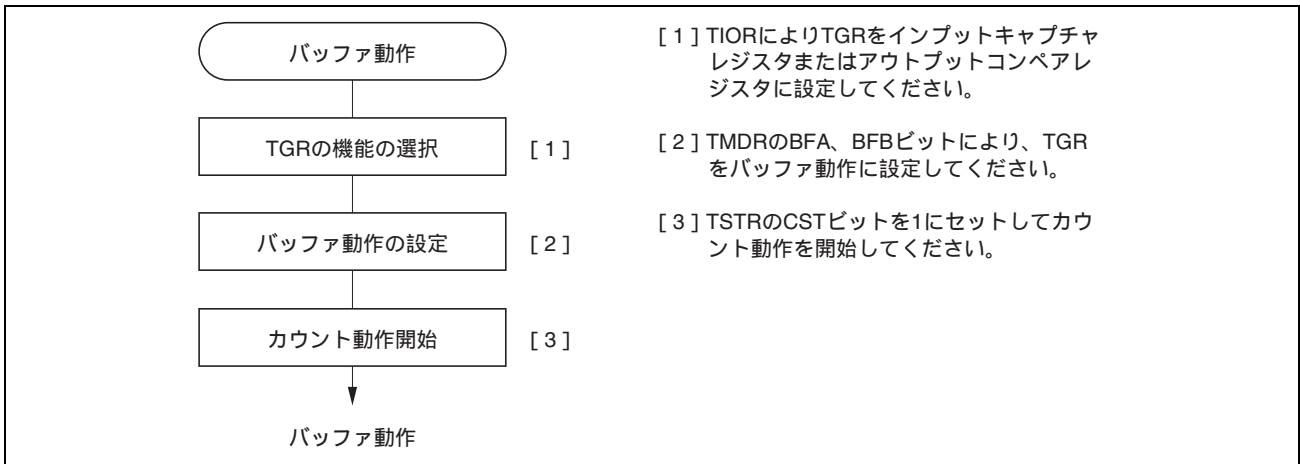 バッファ動作
TGRの機能の選択 [1]
バッファ動作の設定 [2]
カウント動作開始 [3]
バッファ動作
[1] TIORによりTGRをインプットキャプチャ
レジスタまたはアウトプットコンペアレ
ジスタに設定してください。
[2] TMDRのBFA、BFBビットにより、TGR
をバッファ動作に設定してください。
[3] TSTRのCSTビットを1にセットしてカウ
ント動作を開始してください。